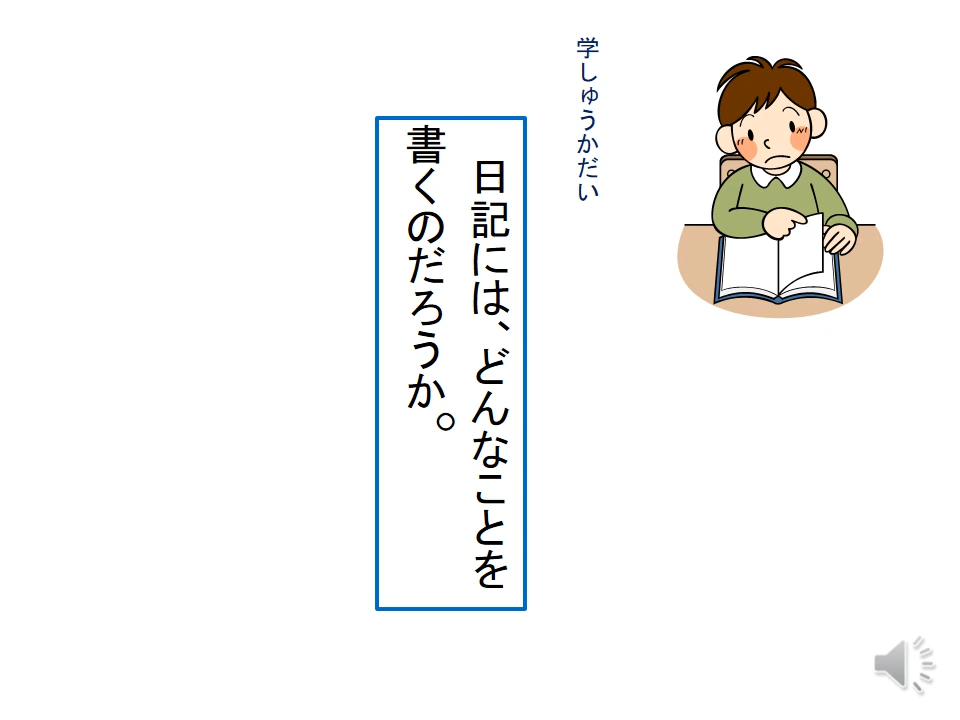 学しゅうかだい
日記には、どんなことを
書くのだろうか。